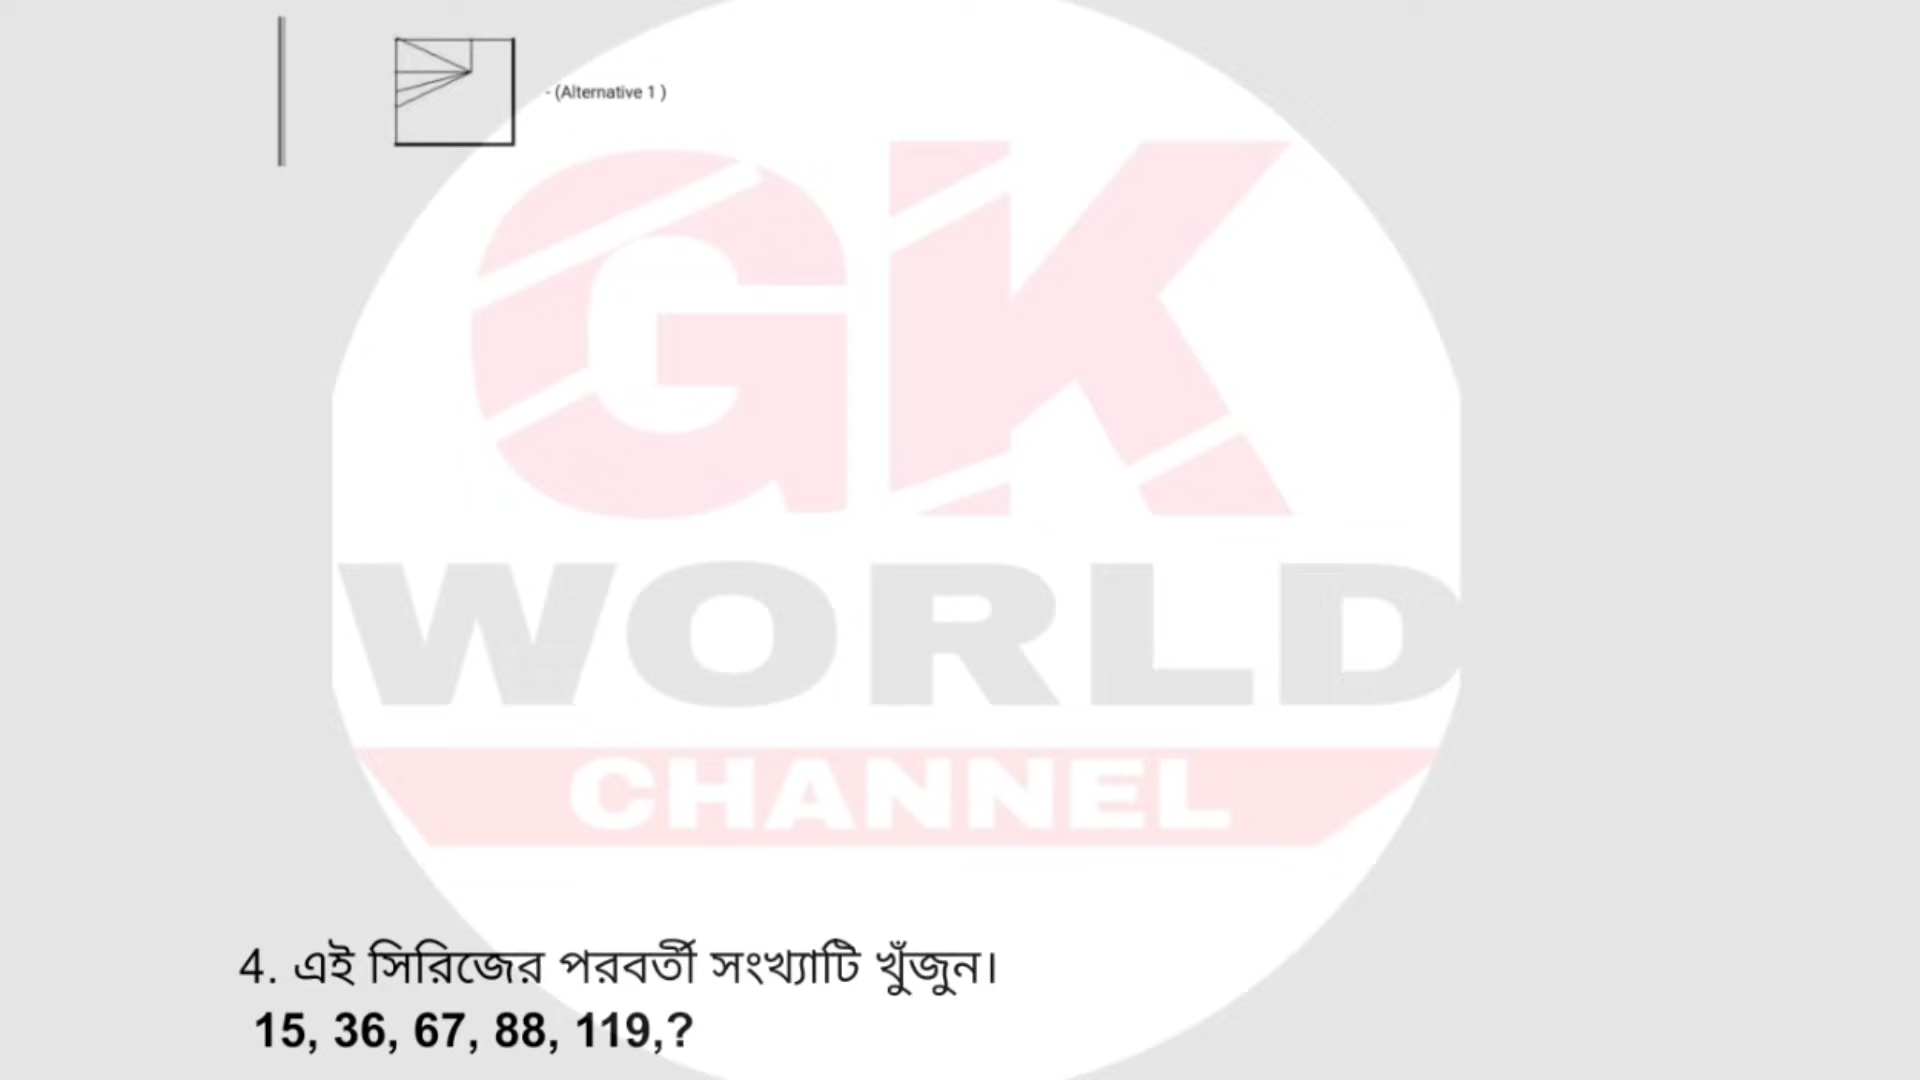 - (Alternative 1 )
GK
WORLD
CHANNEL
4. এই সিরিজের পরবর্তী সংখ্যাটি খুঁজুন।
15, 36, 67, 88, 119,?